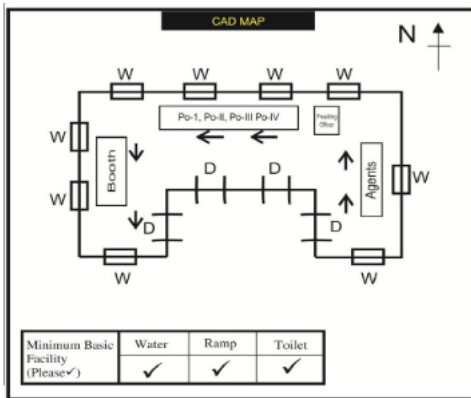 CAD MAP
N
W W W W
Po-1, Po-II, Po-III Po-IV
Presiding
Officer
W
Booth
W
D D
Agents
W
D
D
W
W
Minimum Basic
Facility
(Please✓)
Water Ramp Toilet
✓ ✓ ✓